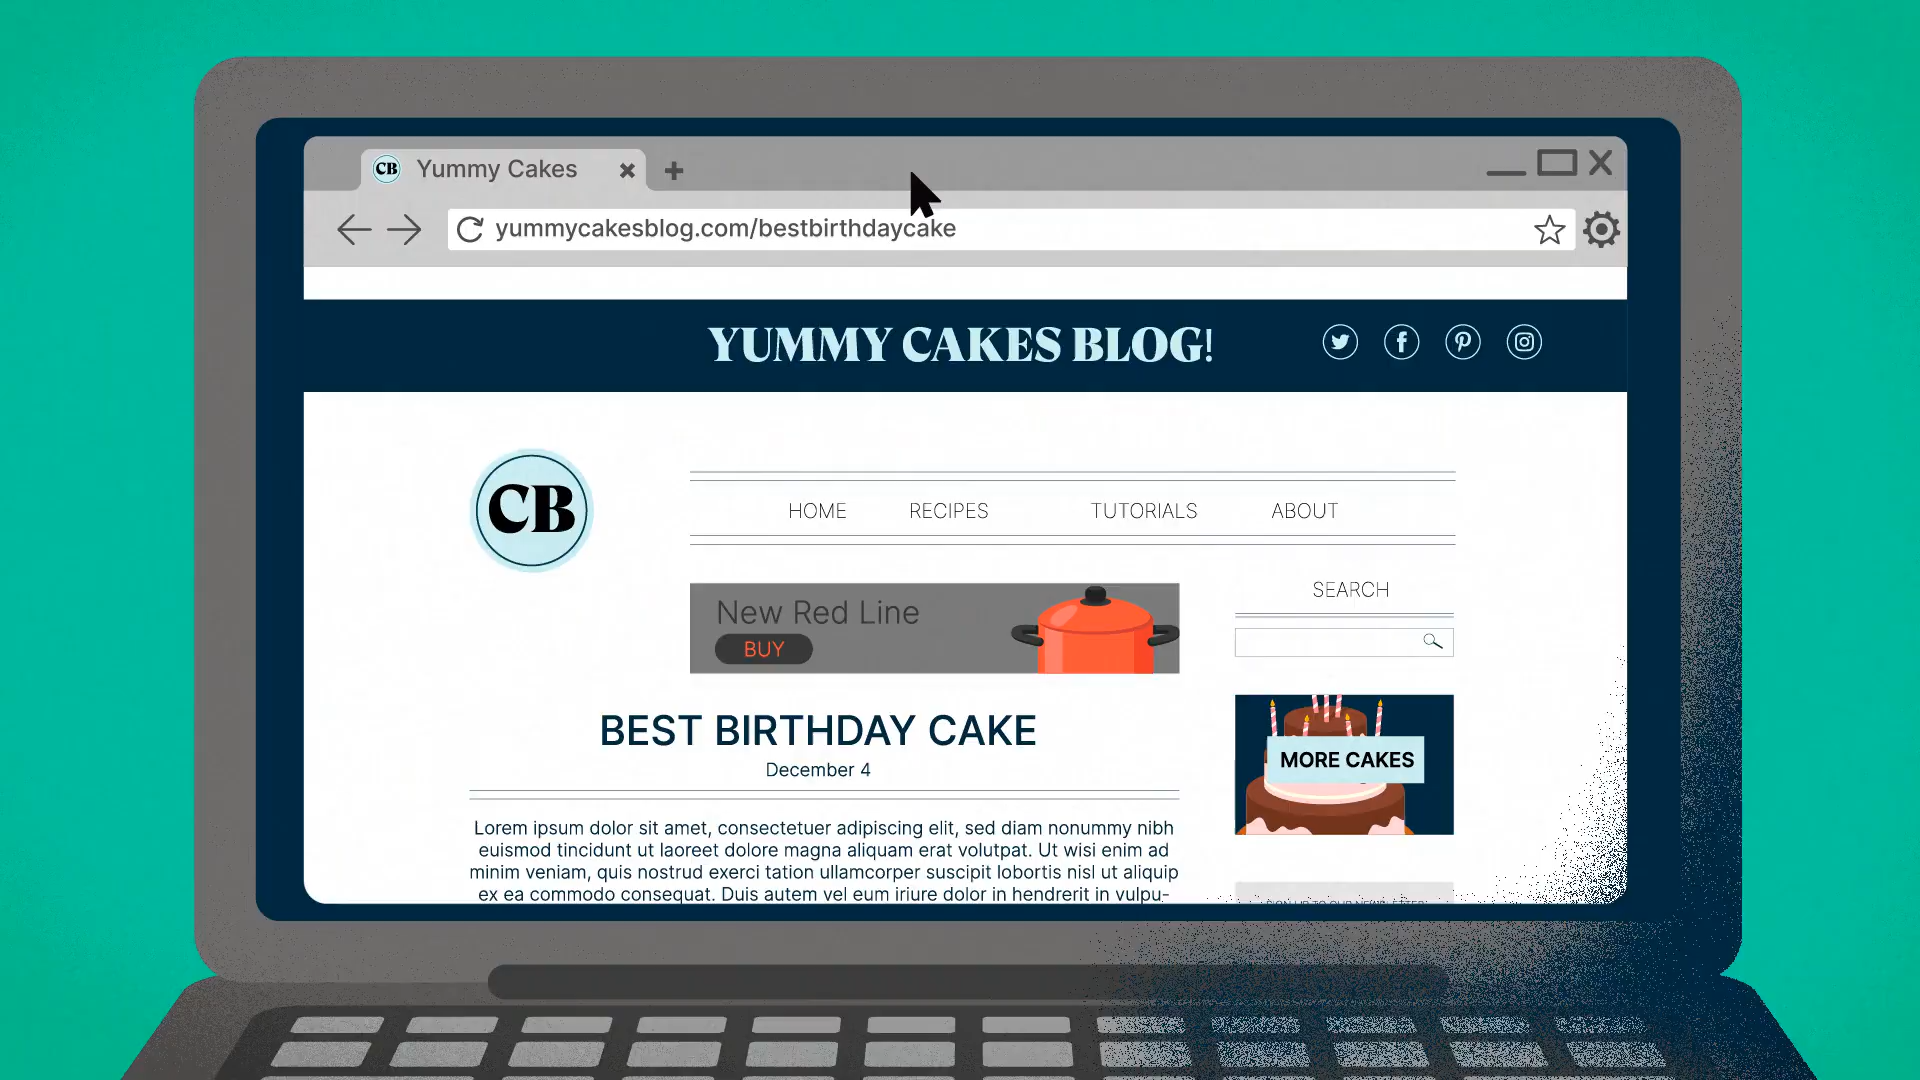 CB Yummy Cakes
yummycakesblog.com/bestbirthdaycake
YUMMY CAKES BLOG!
CB
HOME RECIPES TUTORIALS ABOUT
New Red Line
BUY
SEARCH
BEST BIRTHDAY CAKE
December 4
MORE CAKES
Lorem ipsum dolor sit amet, consectetuer adipiscing elit, sed diam nonummy nibh
euismod tincidunt ut laoreet dolore magna aliquam erat volutpat. Ut wisi enim ad
minim veniam, quis nostrud exerci tation ullamcorper suscipit lobortis nisl ut aliquip
ex ea commodo consequat. Duis autem vel eum iriure dolor in hendrerit in vulpu-